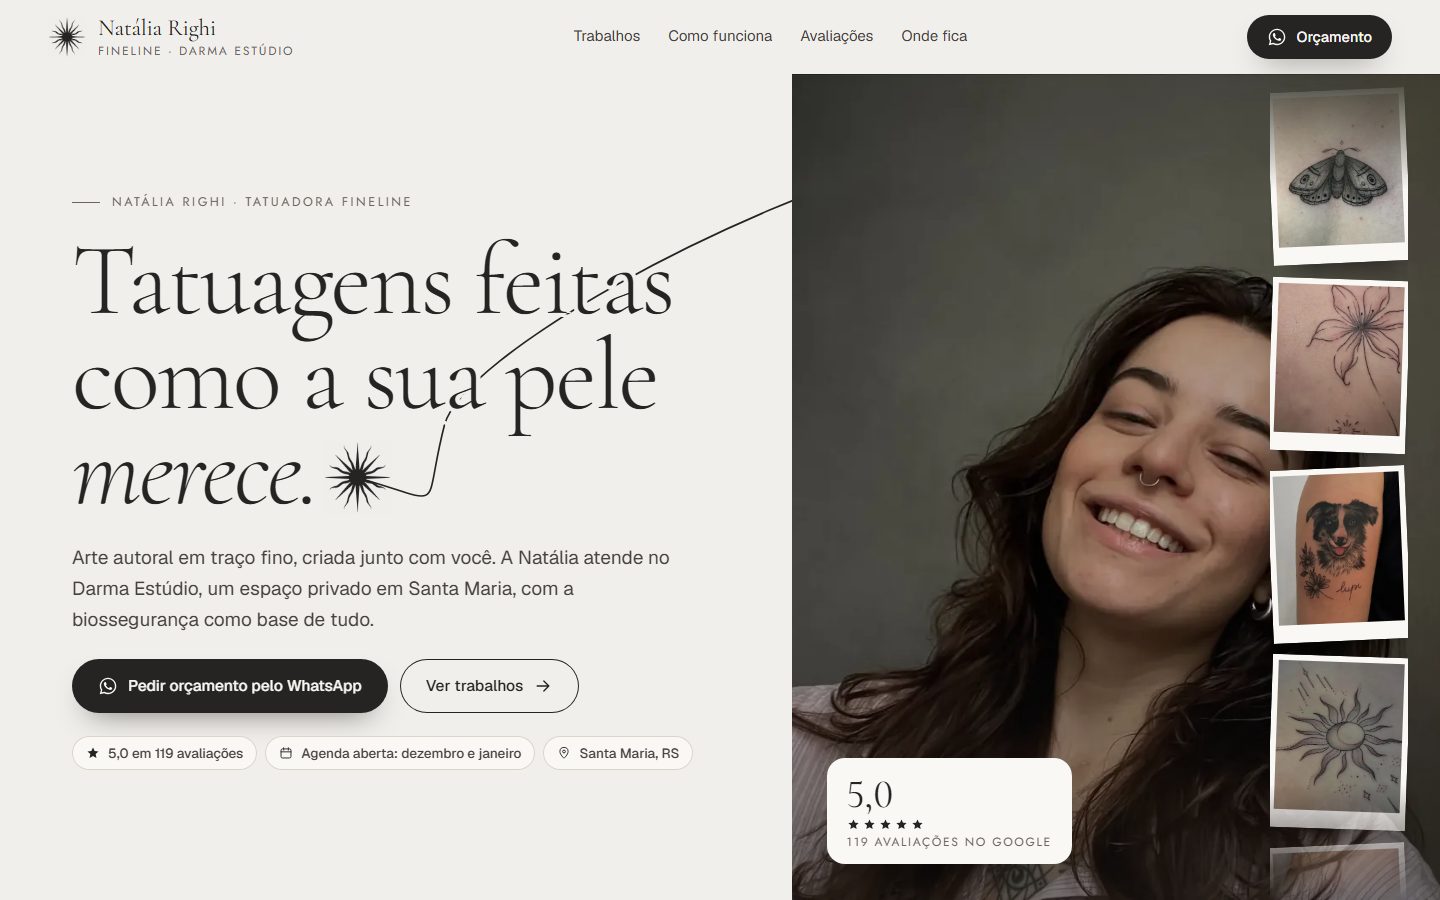 Natália Righi
FINELINE · DARMA ESTÚDIO
Trabalhos
Como funciona
Avaliações
Onde fica
Orçamento
NATÁLIA RIGHI · TATUADORA FINELINE
Tatuagens feitas
como a sua pele
merece.
Arte autoral em traço fino, criada junto com você. A Natália atende no
Darma Estúdio, um espaço privado em Santa Maria, com a
biossegurança como base de tudo.
Pedir orçamento pelo WhatsApp
Ver trabalhos
5,0 em 119 avaliações
Agenda aberta: dezembro e janeiro
Santa Maria, RS
5,0
119 AVALIAÇÕES NO GOOGLE